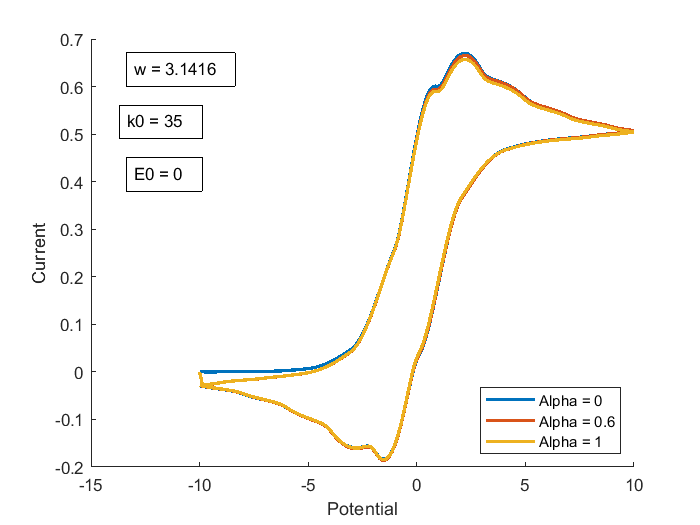 0.7
0.6
0.5
0.4
0.3
0.2
0.1
0
-0.1
-0.2
Current
w = 3.1416
k0 = 35
E0 = 0
Alpha = 0
Alpha = 0.6
Alpha = 1
-15
-10
-5
0
5
10
Potential